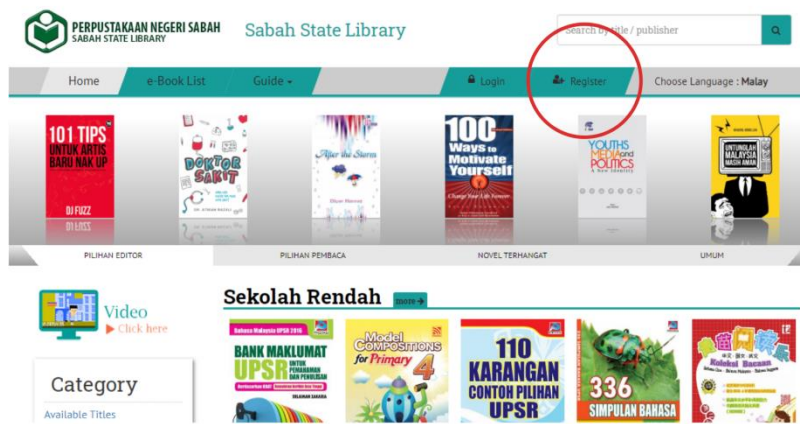 PERPUSTAKAAN NEGERI SABAH
SABAH STATE LIBRARY
Sabah State Library
Search by title / publisher
Home
e-Book List
Guide
Login
Register
Choose Language : Malay
101 TIPS
UNTUK ARTIS
BARU NAK UP
DJ FUZZ
DOKTOR
SAKIT
After the Storm
100
Ways to
Motivate
Yourself
Change Your Life Forever
YOUTHS
MEDIA and
POLITICS
A New Identity
UNTUNGLAH
MALAYSIA
MASIH AMAN
PILIHAN EDITOR
PILIHAN PEMBACA
NOVEL TERHANGAT
UMUM
Video
Click here
Sekolah Rendah
more
Category
Available Titles
Bahasa Malaysia UPSR 2016
BANK MAKLUMAT
UPSR UNTUK
PEMAHAMAN
DAN PENULISAN
Model
COMPOSITIONS
for Primary 4
110
KARANGAN
CONTOH PILIHAN
UPSR
336
SIMPULAN BAHASA
Koleksi Bacaan